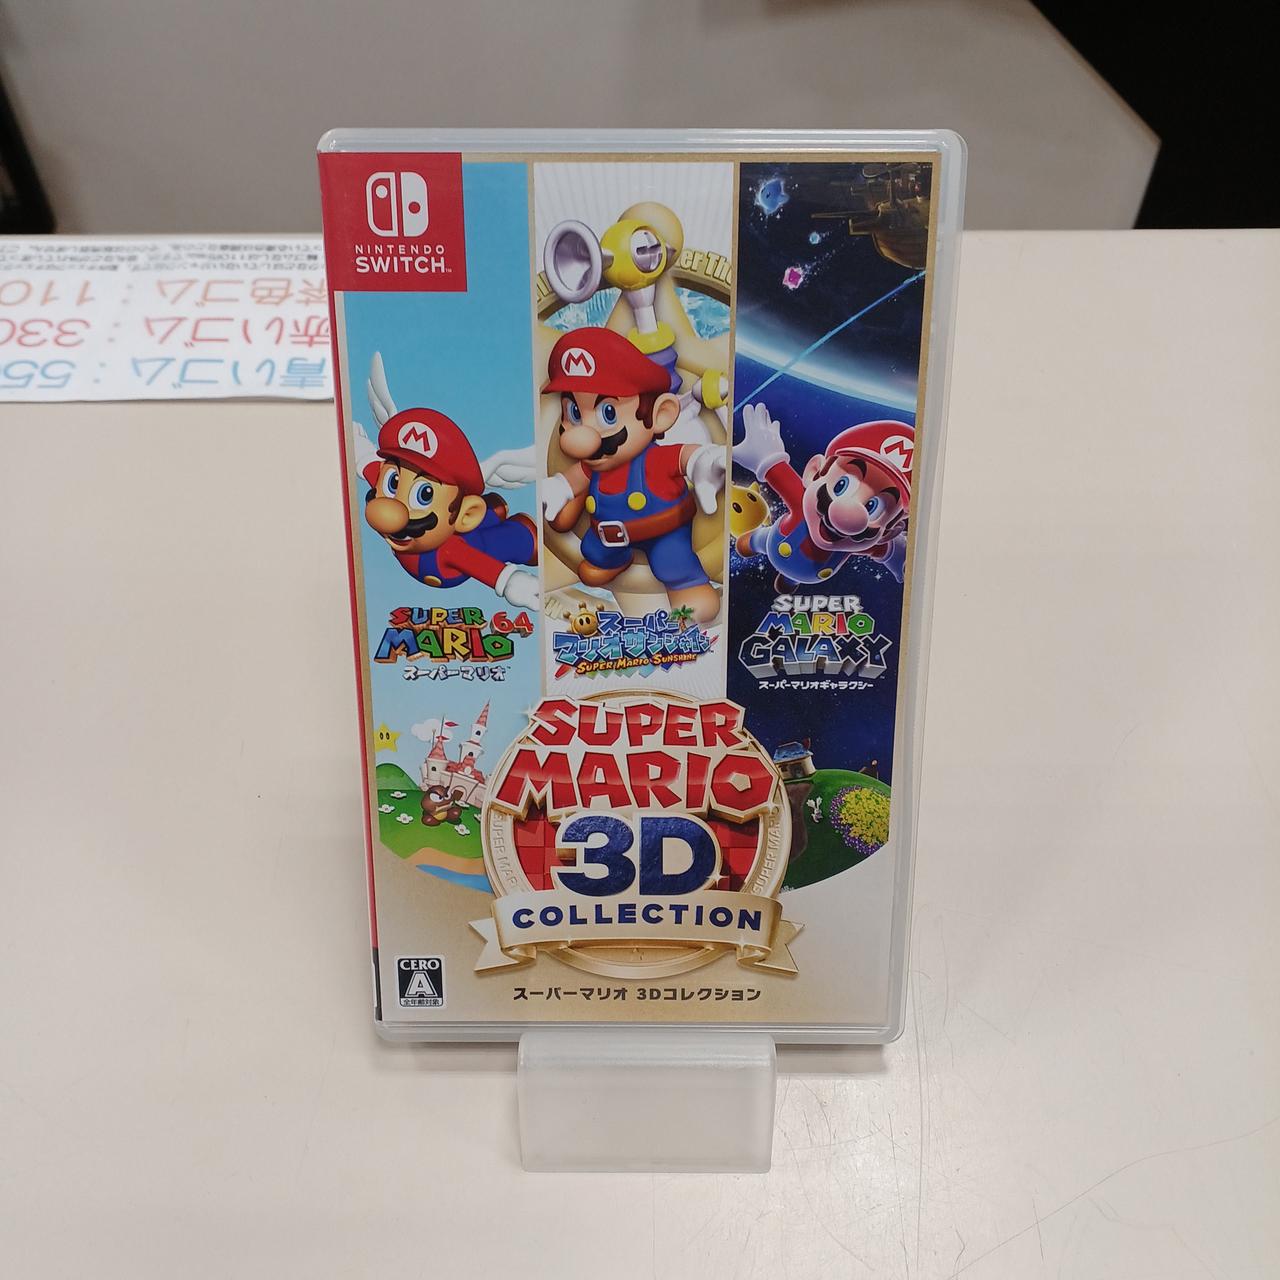 NINTENDO
SWITCH
SUPER
MARIO 64
スーパーマリオ
スーパー
マリオサンシャイン
SUPER MARIO SUNSHINE
SUPER
MARIO
GALAXY
スーパーマリオギャラクシー
SUPER
MARIO
3D
COLLECTION
スーパーマリオ 3Dコレクション
CERO
A
全年齢対象
青いゴム：55
赤いゴム：330
茶色ゴム：110